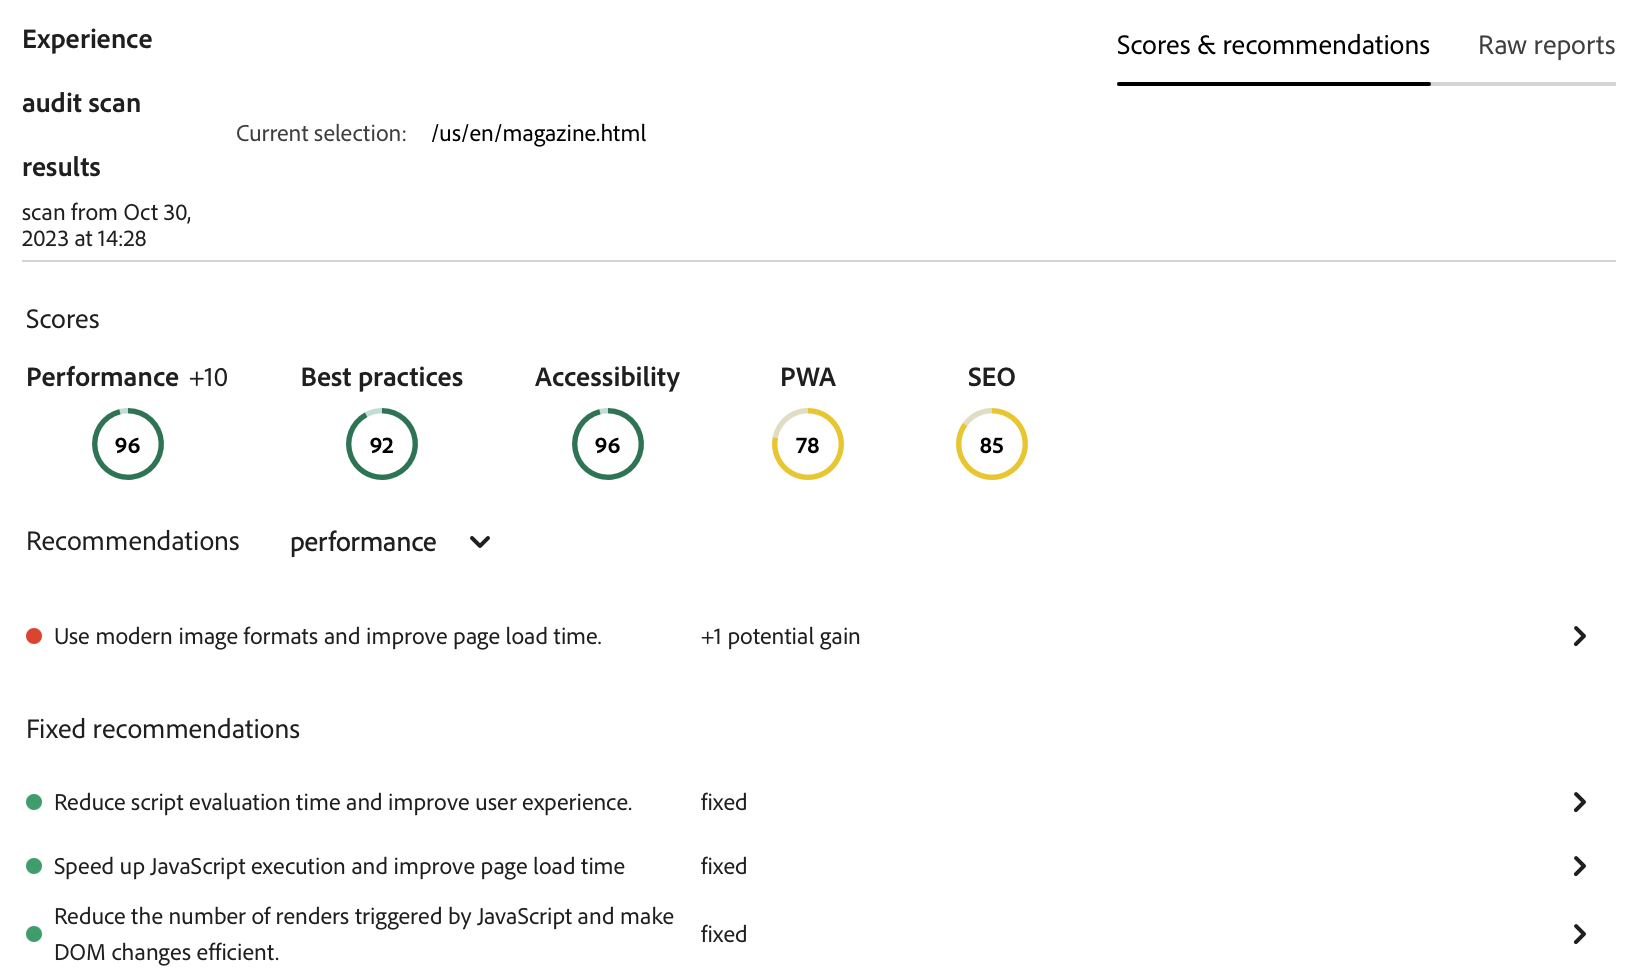 Experience
audit scan
results
scan from Oct 30,
2023 at 14:28
Current selection: /us/en/magazine.html
Scores & recommendations
Raw reports
Scores
Performance +10
Best practices
Accessibility
PWA
SEO
96
92
96
78
85
Recommendations
performance
Use modern image formats and improve page load time.
+1 potential gain
Fixed recommendations
Reduce script evaluation time and improve user experience.
fixed
Speed up JavaScript execution and improve page load time
fixed
Reduce the number of renders triggered by JavaScript and make
DOM changes efficient.
fixed